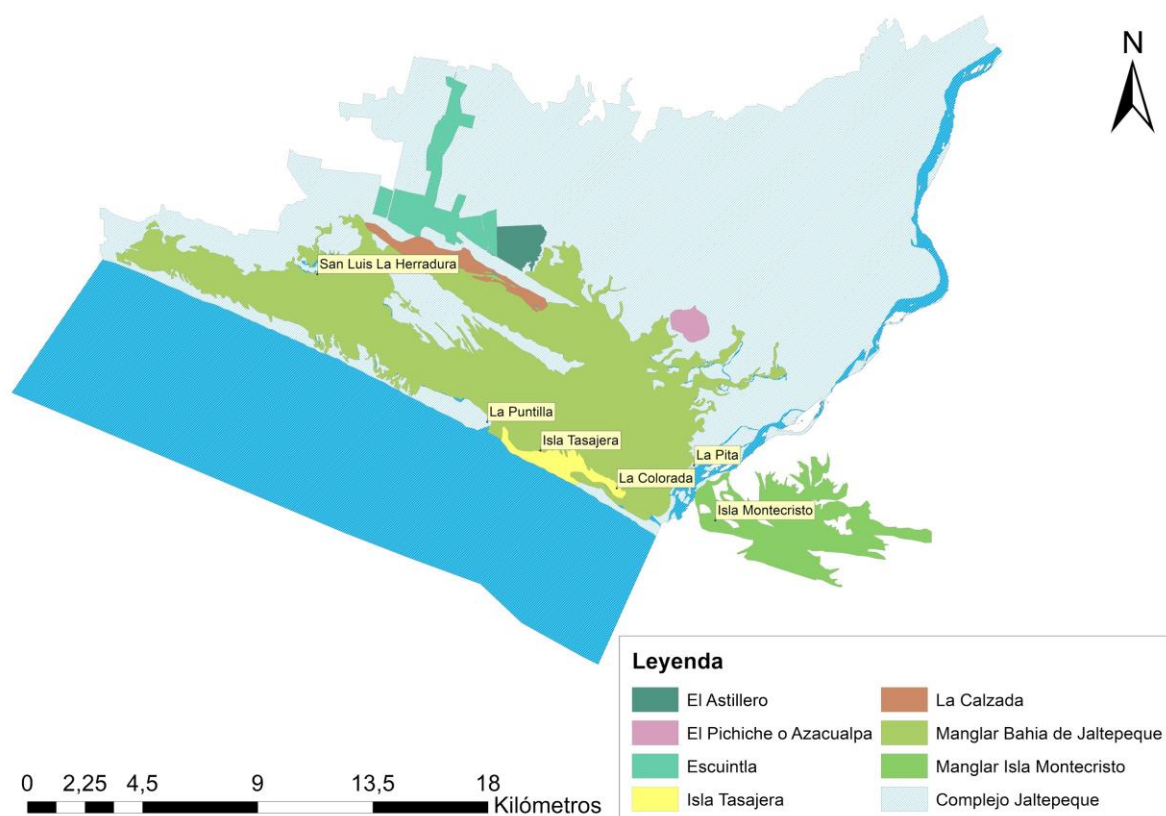 N
San Luis La Herradura
La Puntilla
Isla Tasajera
La Pita
La Colorada
Isla Montecristo
Leyenda
El Astillero
El Pichiche o Azacualpa
Escuintla
Isla Tasajera
La Calzada
Manglar Bahia de Jaltepeque
Manglar Isla Montecristo
Complejo Jaltepeque
0 2,25 4,5 9 13,5 18
Kilómetros